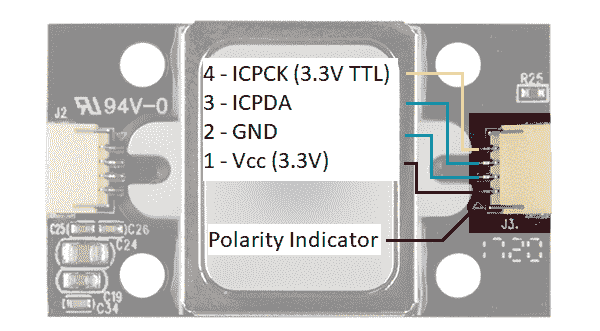 4 - ICPCK (3.3V TTL)
3 - ICPDA
2 - GND
1 - Vcc (3.3V)
Polarity Indicator
J2
94V-0
R25
J3.
1720
C25
C26
C24
C19
C34